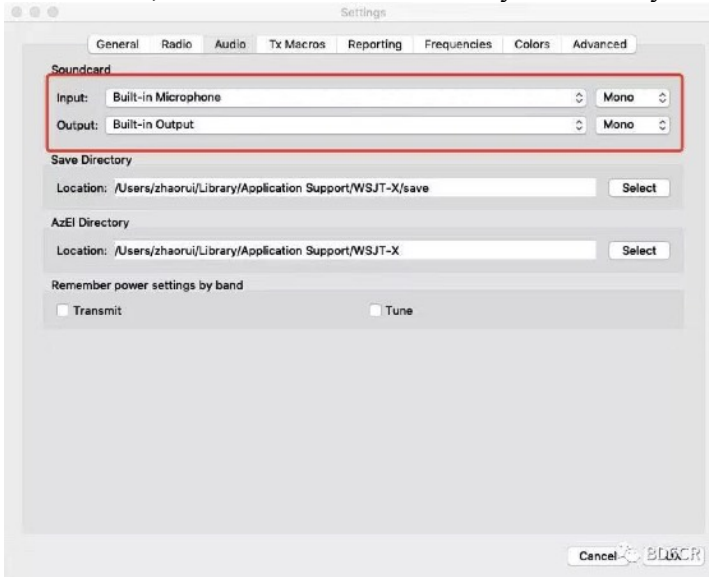 Settings
General Radio Audio Tx Macros Reporting Frequencies Colors Advanced
Soundcard
Input: Built-in Microphone Mono
Output: Built-in Output Mono
Save Directory
Location: /Users/zhaorui/Library/Application Support/WSJT-X/save Select
AzEl Directory
Location: /Users/zhaorui/Library/Application Support/WSJT-X Select
Remember power settings by band
Transmit Tune
Cancel